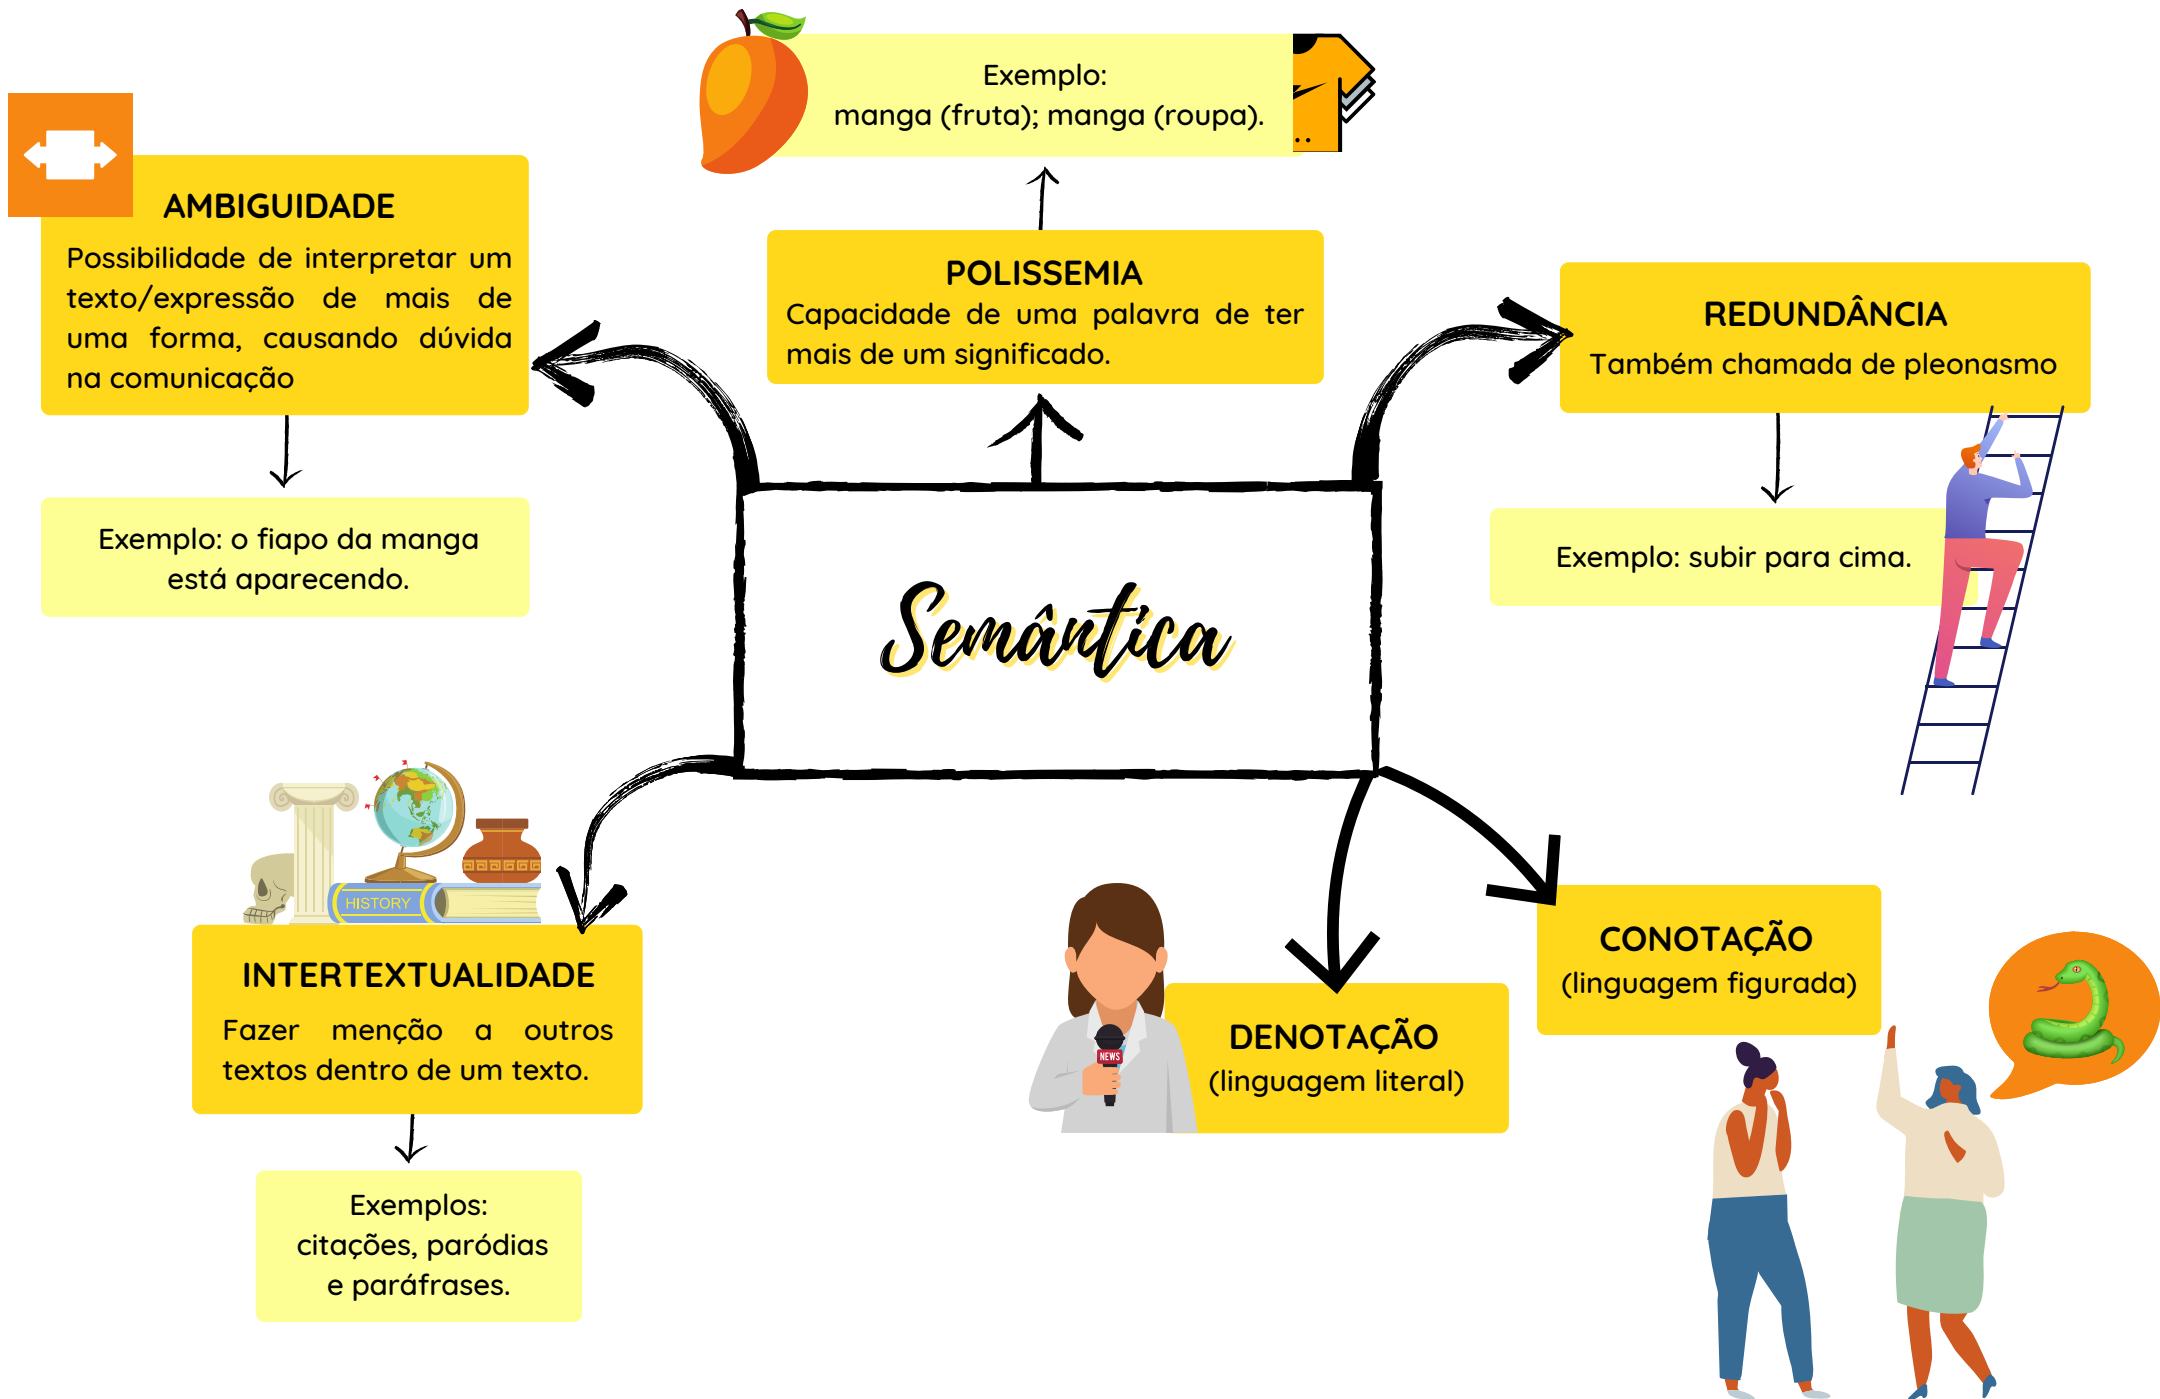 Exemplo:
manga (fruta); manga (roupa).
AMBIGUIDADE
Possibilidade de interpretar um
texto/expressão de mais de
uma forma, causando dúvida
na comunicação
Exemplo: o fiapo da manga
está aparecendo.
POLISSEMIA
Capacidade de uma palavra de ter
mais de um significado.
REDUNDÂNCIA
Também chamada de pleonasmo
Exemplo: subir para cima.
Semântica
HISTORY
INTERTEXTUALIDADE
Fazer menção a outros
textos dentro de um texto.
Exemplos:
citações, paródias
e paráfrases.
NEWS
DENOTAÇÃO
(linguagem literal)
CONOTAÇÃO
(linguagem figurada)